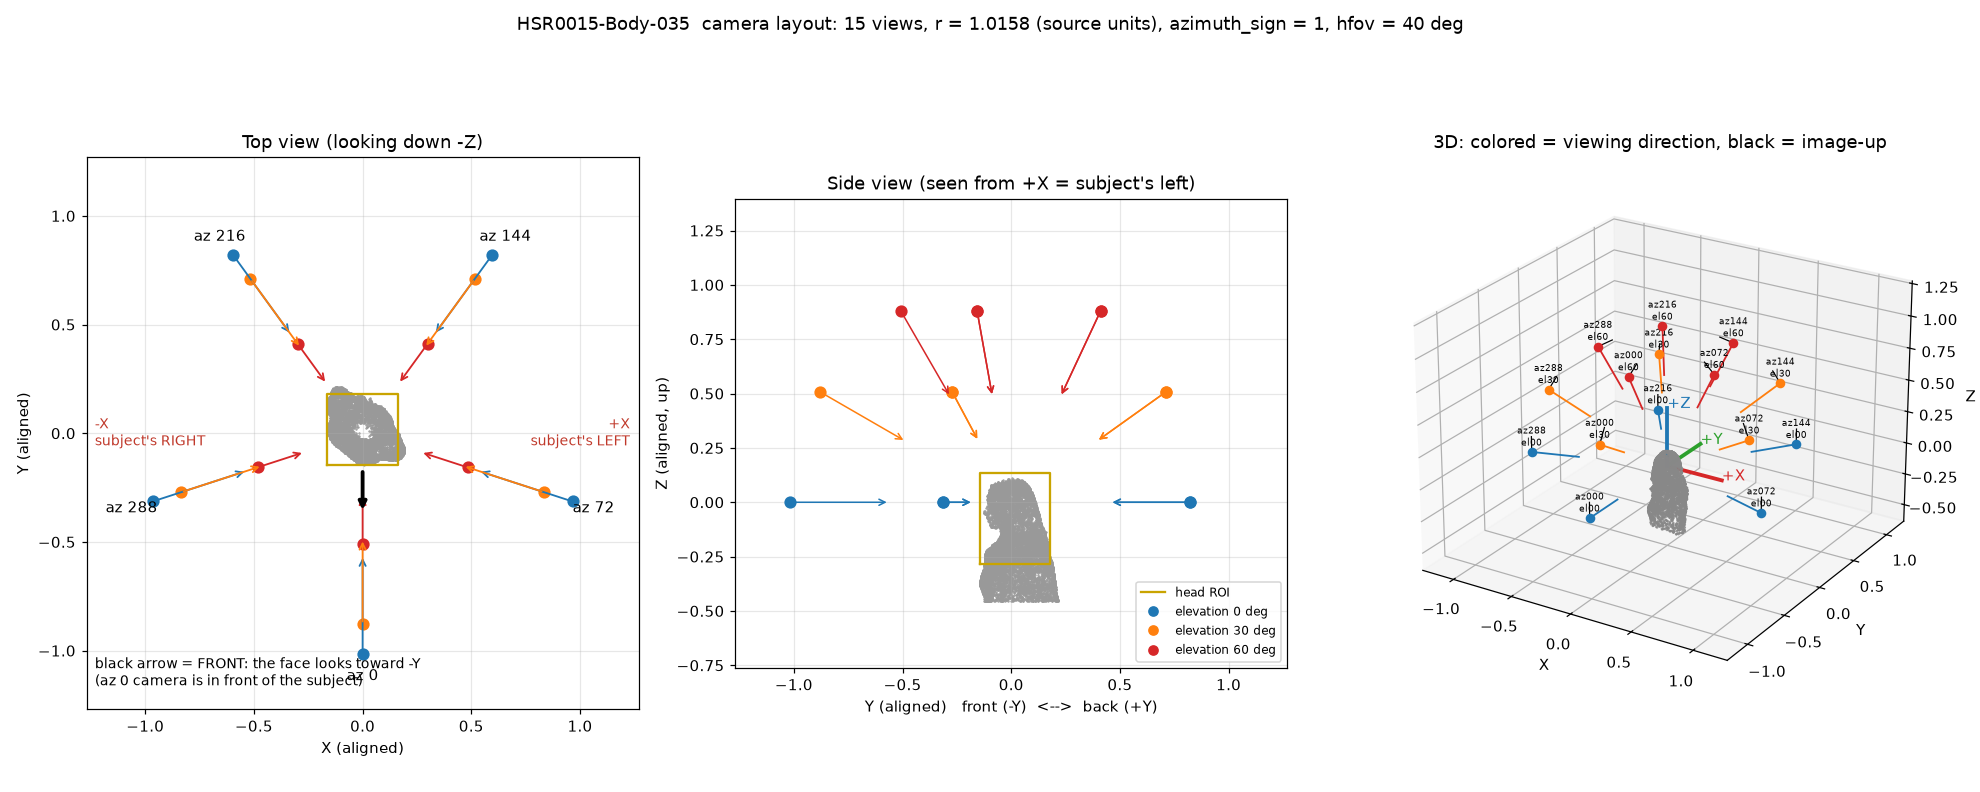 HSR0015-Body-035  camera layout: 15 views, r = 1.0158 (source units), azimuth_sign = 1, hfov = 40 deg
Top view (looking down -Z)
1.0
0.5
0.0
−0.5
−1.0
Y (aligned)
az 216
az 144
-X
subject's RIGHT
+X
subject's LEFT
az 288
az 72
black arrow = FRONT: the face looks toward -Y
(az 0 camera is in front of the subject)
az 0
−1.0
−0.5
0.0
0.5
1.0
X (aligned)
Side view (seen from +X = subject's left)
1.25
1.00
0.75
0.50
0.25
0.00
−0.25
−0.50
−0.75
Z (aligned, up)
head ROI
elevation 0 deg
elevation 30 deg
elevation 60 deg
−1.0
−0.5
0.0
0.5
1.0
Y (aligned)   front (-Y)  <-->  back (+Y)
3D: colored = viewing direction, black = image-up
az216
el60
az288
el60
az144
el60
az216
el30
az000
el60
az072
el60
az288
el30
az144
el30
az216
el00
+Z
az288
el00
az000
el30
az072
el30
az144
el00
+Y
+X
az000
el00
az072
el00
1.25
1.00
0.75
0.50
0.25
0.00
−0.25
−0.50
Z
−1.0
−0.5
0.0
0.5
1.0
X
1.0
0.5
0.0
−0.5
−1.0
Y